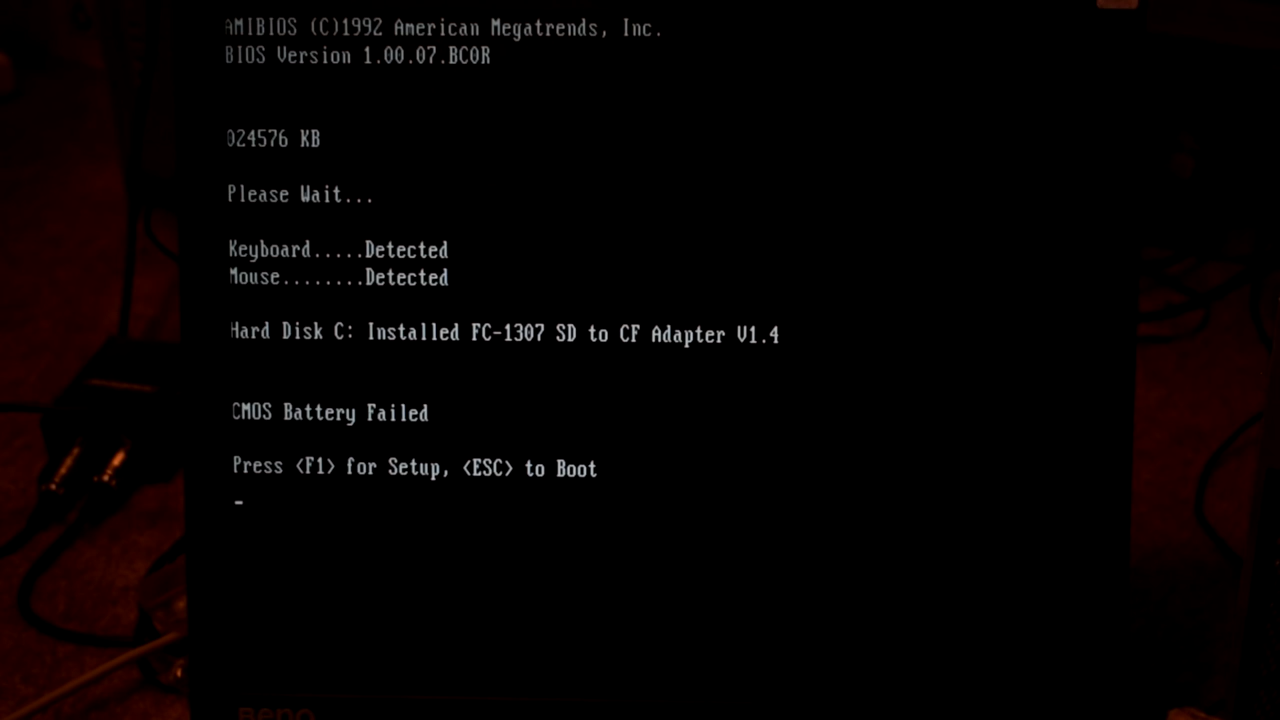 AMIBIOS (C)1992 American Megatrends, Inc.
BIOS Version 1.00.07.BC0R
024576 KB
Please Wait...
Keyboard.....Detected
Mouse........Detected
Hard Disk C: Installed FC-1307 SD to CF Adapter V1.4
CMOS Battery Failed
Press <F1> for Setup, <ESC> to Boot
BenQ